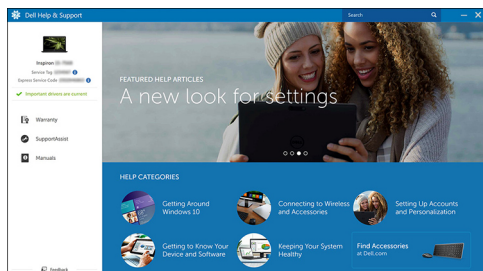 Dell Help & Support
Search
Inspiron
Service Tag
Express Service Code
Important drivers are current
Warranty
SupportAssist
Manuals
Feedback
FEATURED HELP ARTICLES
A new look for settings
HELP CATEGORIES
Getting Around
Windows 10
Connecting to Wireless
and Accessories
Setting Up Accounts
and Personalization
Getting to Know Your
Device and Software
Keeping Your System
Healthy
Find Accessories
at Dell.com